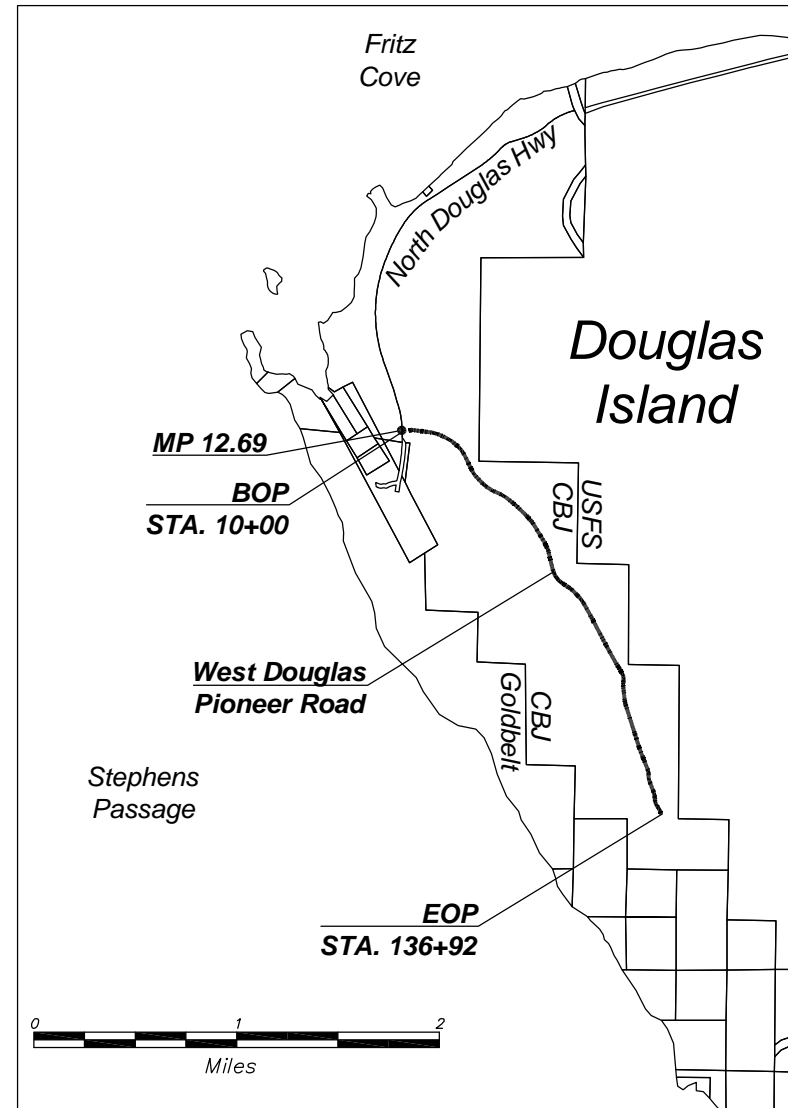 Fritz
Cove
North Douglas Hwy
Douglas
Island
MP 12.69
BOP
STA. 10+00
USFS
CBJ
West Douglas
Pioneer Road
CBJ
Goldbelt
Stephens
Passage
EOP
STA. 136+92
0 1 2
Miles